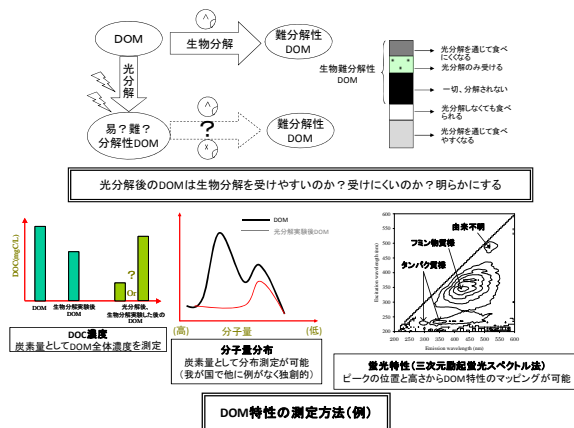 DOM
生物分解
難分解性
DOM
光分解
易？難？
分解性DOM
？
難分解性
DOM
生物難分解性
DOM
光分解を通じて食べ
にくくなる
光分解のみ受ける
一切、分解されない
光分解しなくても食べ
られる
光分解を通じて食べ
やすくなる
光分解後のDOMは生物分解を受けやすいのか？受けにくいのか？明らかにする
DOC(mgC/L)
?
Or
DOM
生物分解実験後
DOM
光分解後、
生物分解実験した後の
DOM
DOC濃度
炭素量としてDOM全体濃度を測定
DOM
光分解実験後DOM
(高)
分子量
(低)
分子量分布
炭素量として分布測定が可能
（我が国で他に例がなく独創的）
Excitation wavelength (nm)
600
550
500
450
400
350
300
250
200
200
300
400
500
600
Emission wavelength (nm)
由来不明
フミン物質様
タンパク質様
蛍光特性（三次元励起蛍光スペクトル法）
ピークの位置と高さからDOM特性のマッピングが可能
DOM特性の測定方法（例）